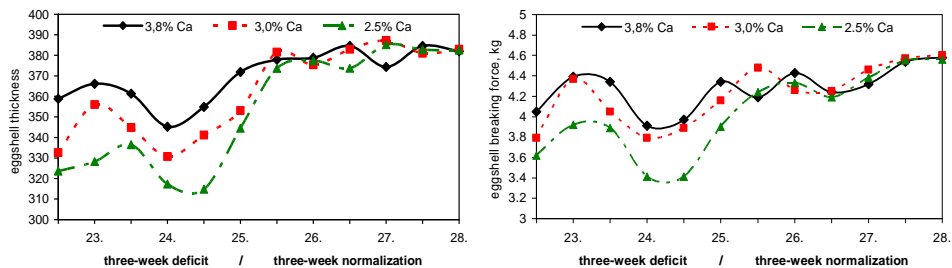 3,8% Ca 3,0% Ca 2.5% Ca
eggshell thickness
400
390
380
370
360
350
340
330
320
310
300
23. 24. 25. 26. 27. 28.
three-week deficit / three-week normalization
3,8% Ca 3,0% Ca 2.5% Ca
eggshell breaking force, kg
5
4.8
4.6
4.4
4.2
4
3.8
3.6
3.4
3.2
3
23. 24. 25. 26. 27. 28.
three-week deficit / three-week normalization